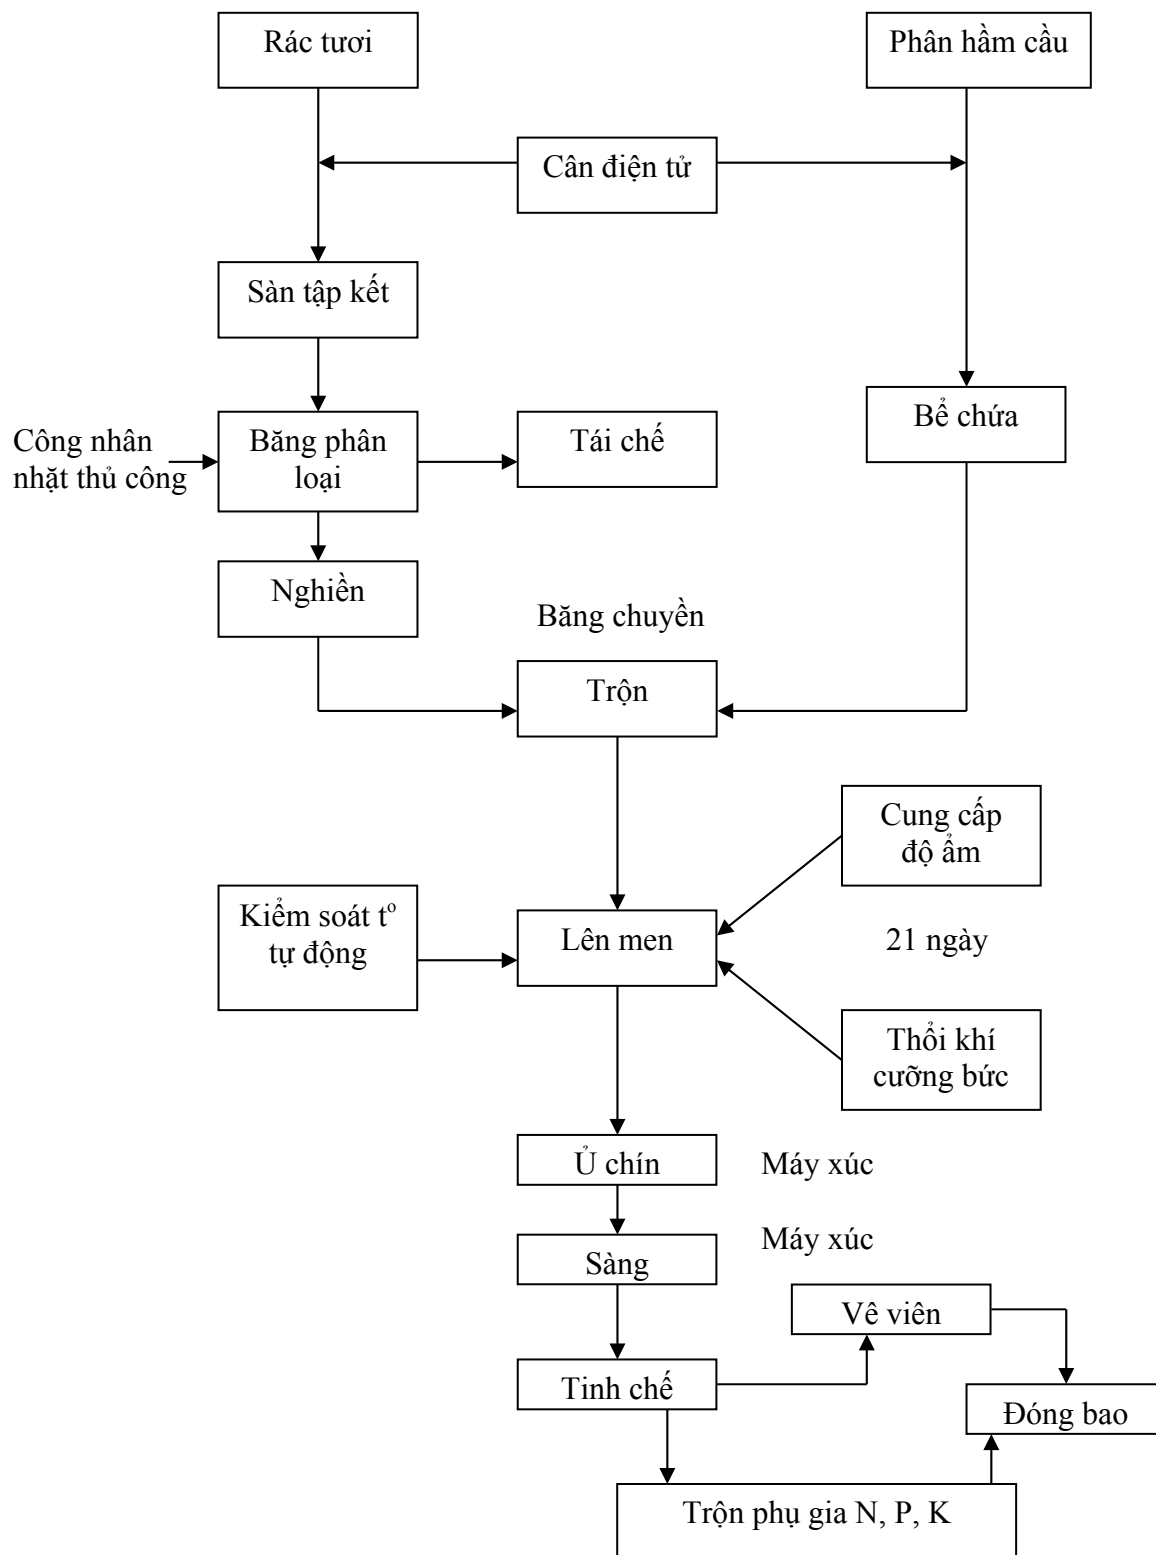 Rác tươi
Phân hầm cầu
Cân điện tử
Sàn tập kết
Công nhân
nhặt thủ công
Băng phân
loại
Tái chế
Bể chứa
Nghiền
Băng chuyền
Trộn
Cung cấp
độ ẩm
Kiểm soát tº
tự động
Lên men
21 ngày
Thổi khí
cưỡng bức
Ủ chín
Máy xúc
Sàng
Máy xúc
Vê viên
Tinh chế
Đóng bao
Trộn phụ gia N, P, K